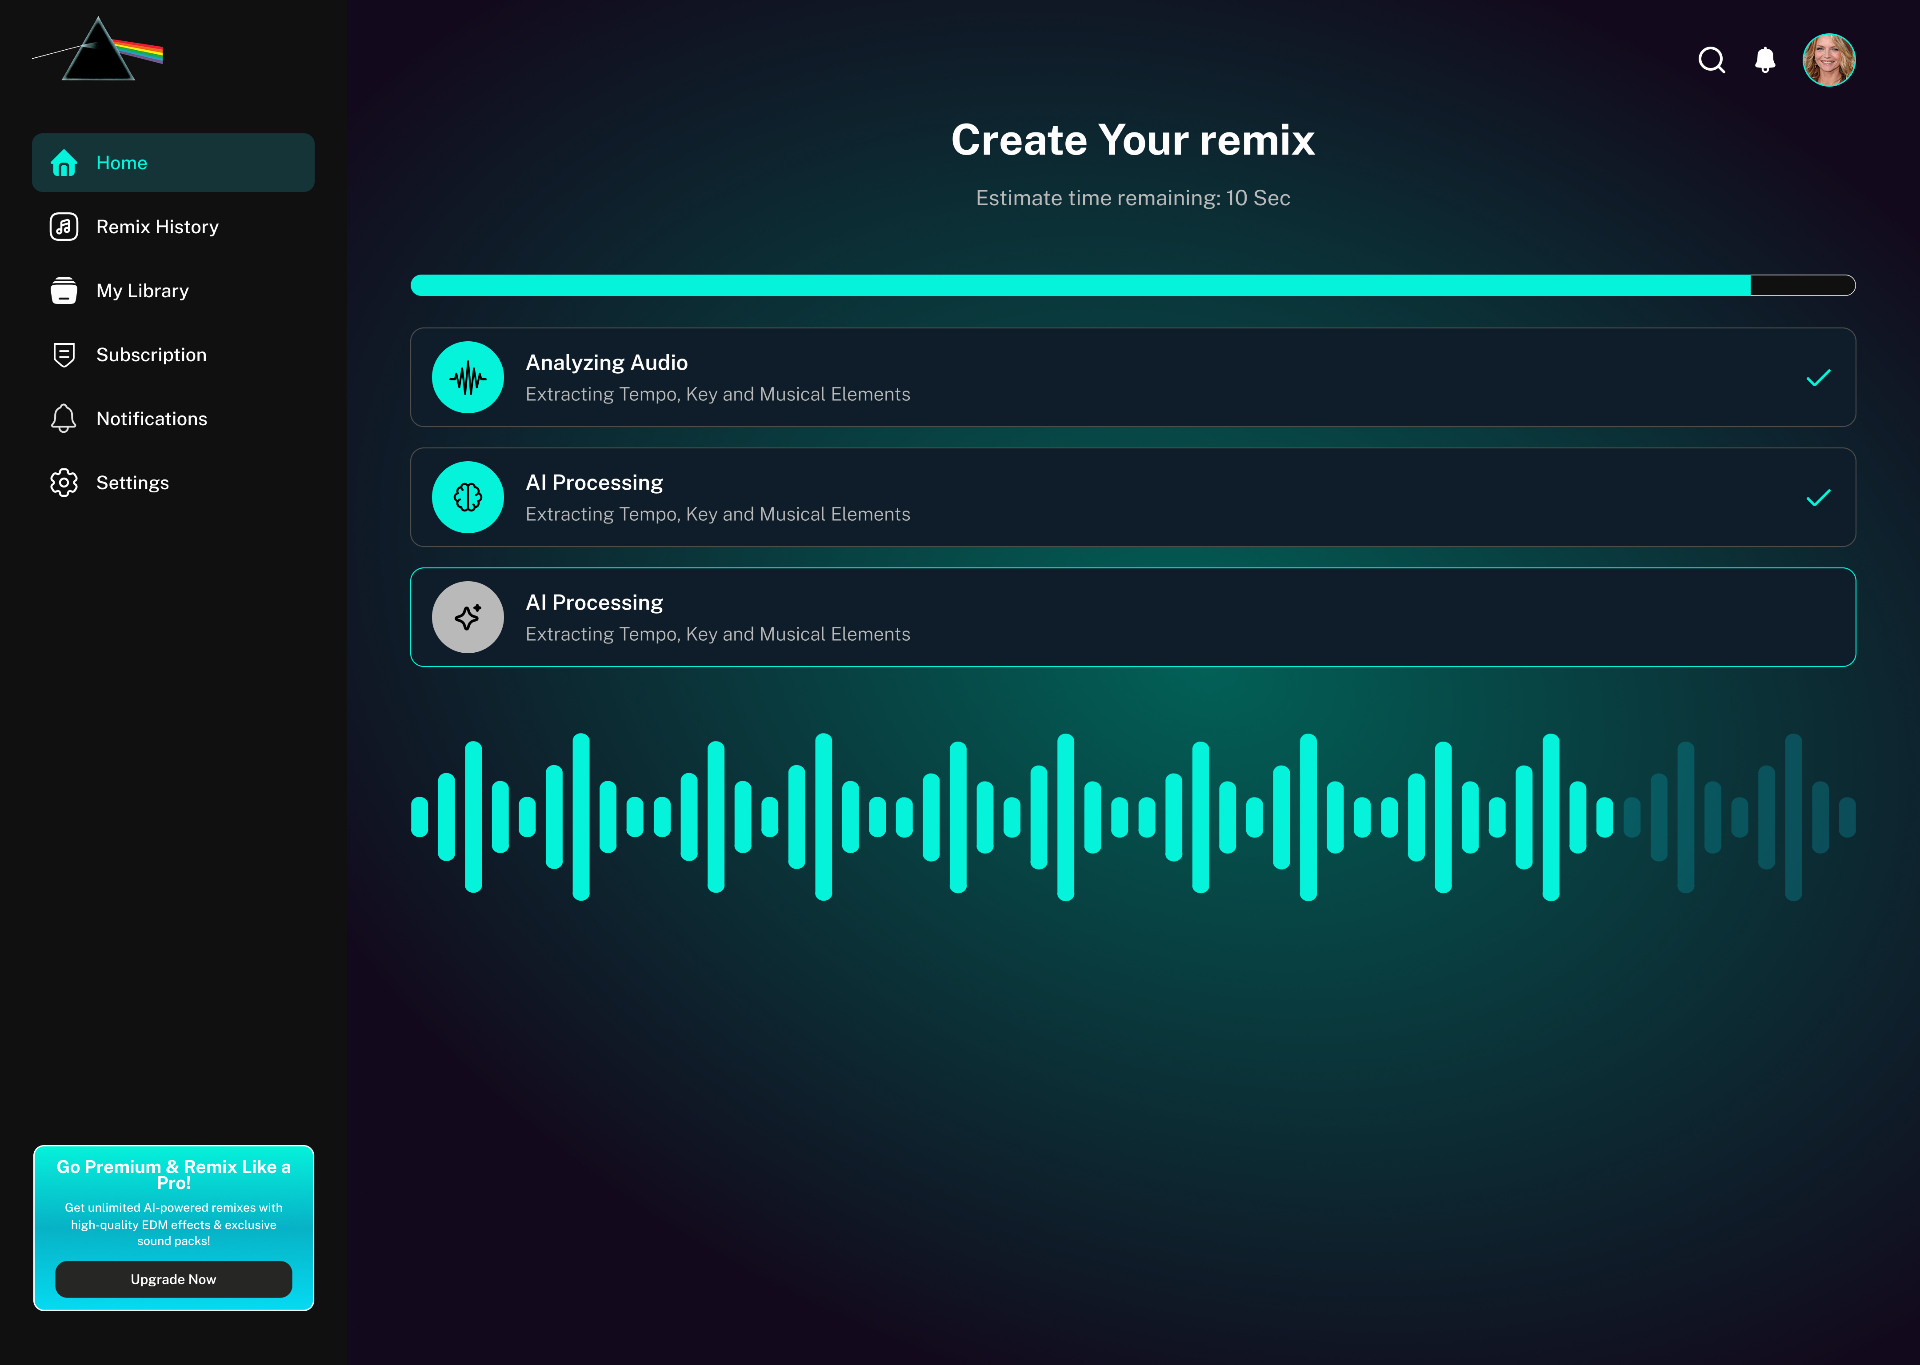 Home
Remix History
My Library
Subscription
Notifications
Settings
Go Premium & Remix Like a
Pro!
Get unlimited AI-powered remixes with
high-quality EDM effects & exclusive
sound packs!
Upgrade Now
Create Your remix
Estimate time remaining: 10 Sec
Analyzing Audio
Extracting Tempo, Key and Musical Elements
AI Processing
Extracting Tempo, Key and Musical Elements
AI Processing
Extracting Tempo, Key and Musical Elements